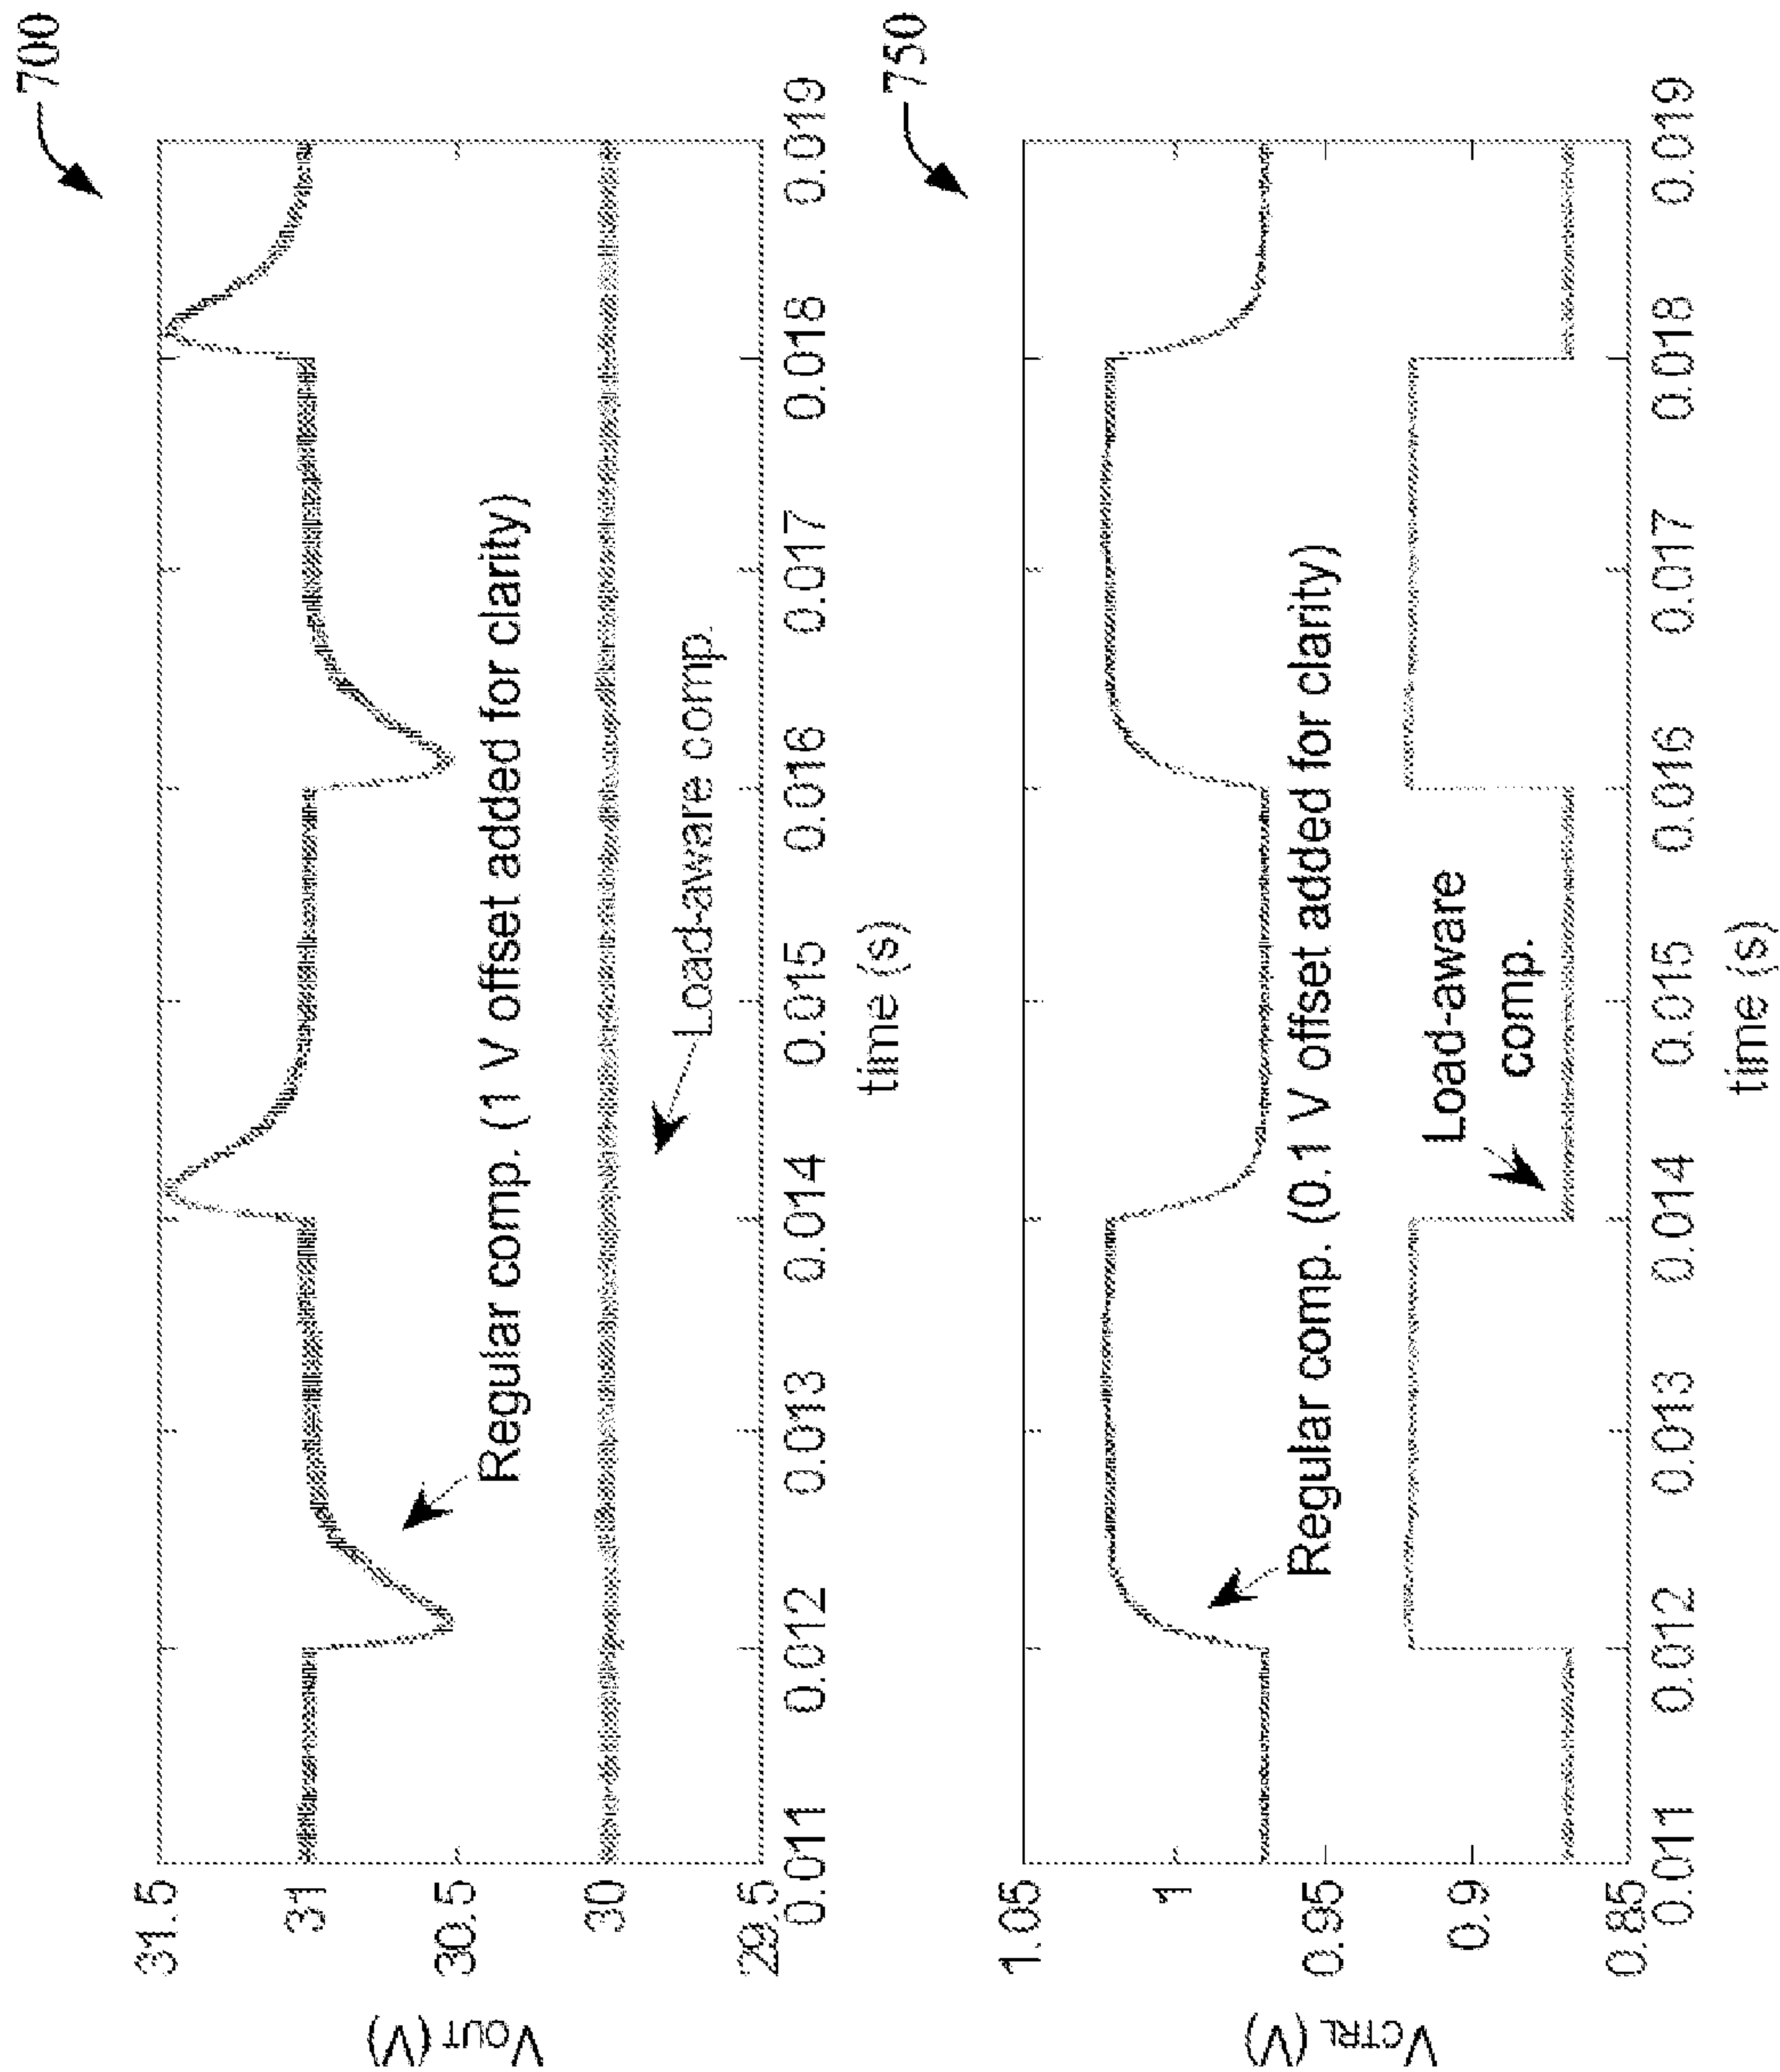 700
31.5
31
30.5
30
29.5
VOUT (V)
Regular comp. (1 V offset added for clarity)
Load-aware comp.
0.011 0.012 0.013 0.014 0.015 0.016 0.017 0.018 0.019
time (s)
750
1.05
1
0.95
0.9
0.85
VCTRL (V)
Regular comp. (0.1 V offset added for clarity)
Load-aware
comp.
0.011 0.012 0.013 0.014 0.015 0.016 0.017 0.018 0.019
time (s)